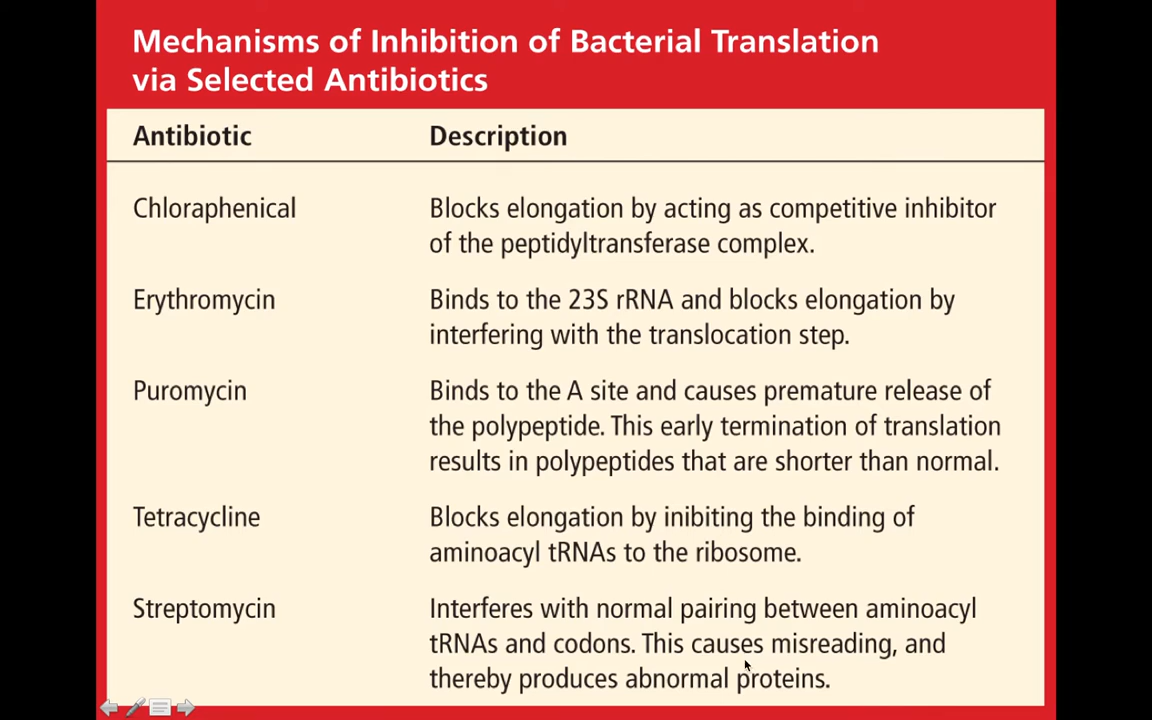 Mechanisms of Inhibition of Bacterial Translation
via Selected Antibiotics
Antibiotic Description
Chloraphenical Blocks elongation by acting as competitive inhibitor
of the peptidyltransferase complex.
Erythromycin Binds to the 23S rRNA and blocks elongation by
interfering with the translocation step.
Puromycin Binds to the A site and causes premature release of
the polypeptide. This early termination of translation
results in polypeptides that are shorter than normal.
Tetracycline Blocks elongation by inibiting the binding of
aminoacyl tRNAs to the ribosome.
Streptomycin Interferes with normal pairing between aminoacyl
tRNAs and codons. This causes misreading, and
thereby produces abnormal proteins.